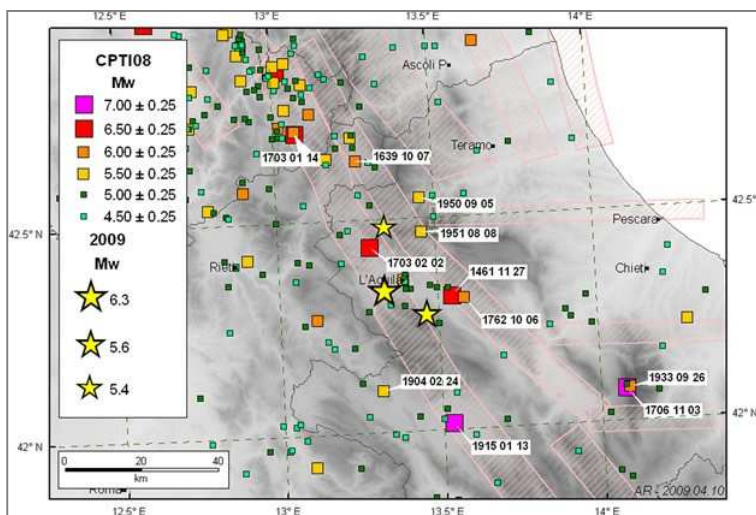 12.5°E
13°E
13.5°E
14°E
CPTI08
Mw
7.00 ± 0.25
6.50 ± 0.25
6.00 ± 0.25
5.50 ± 0.25
5.00 ± 0.25
4.50 ± 0.25
2009
Mw
6.3
5.6
5.4
Ascoli P.
Teramo
1703 01 14
1639 10 07
1950 09 05
1951 08 08
Pescara
42.5°N
42.5°N
Rieti
1703 02 02
Chieti
L'Aquila
1461 11 27
1762 10 06
1904 02 24
1933 09 26
1706 11 03
1915 01 13
42°N
42°N
0 20 40
km
Roma
AR - 2009.04.10
12.5°E
13°E
13.5°E
14°E